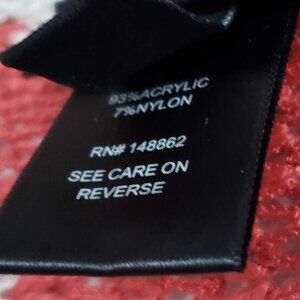 93%ACRYLIC
7%NYLON
RN# 148862
SEE CARE ON
REVERSE